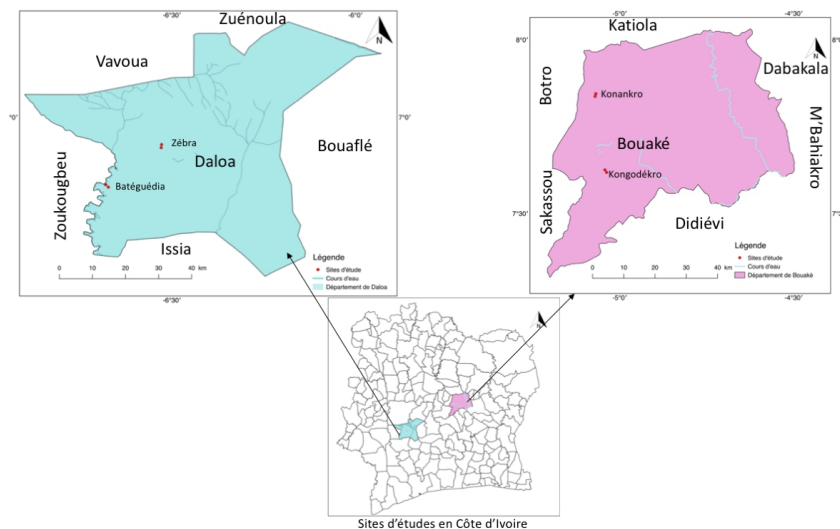 -6°30'
Zuénoula
-6°0'
N
Vavoua
°0'
7°0'
Zébra
Daloa
Bouaflé
Batéguédia
Zoukougbeu
Issia
Légende
Sites d'étude
Cours d'eau
Département de Daloa
0 10 20 30 40 km
-6°30'
-5°0'
-4°30'
Katiola
8°0'
8°0
N
Dabakala
Botro
Konankro
M'Bahiakro
Bouaké
Kongodékro
Sakassou
7°30'
7°3
Didiévi
Légende
Sites d'étude
Cours d'eau
Département de Bouaké
0 10 20 30 40 km
-5°0'
-4°30'
N
Sites d'études en Côte d'Ivoire